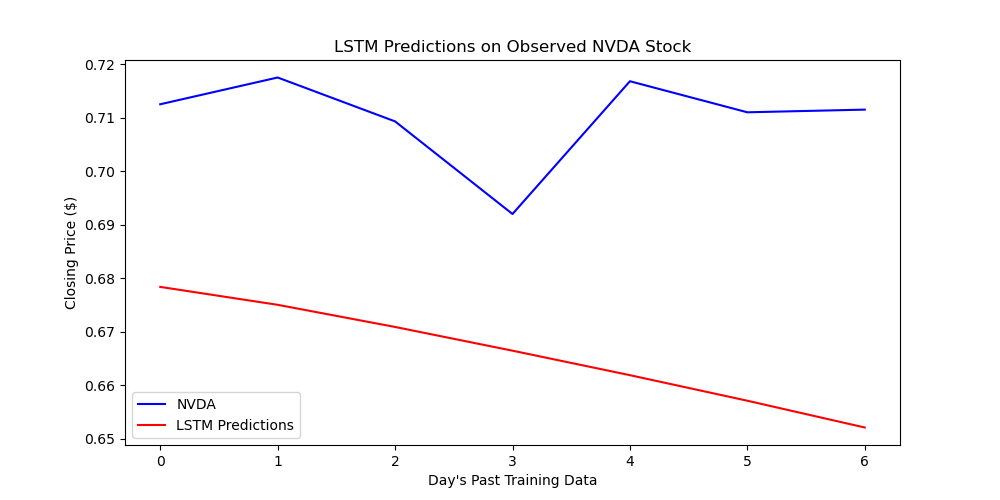 LSTM Predictions on Observed NVDA Stock
Closing Price ($)
0.72
0.71
0.70
0.69
0.68
0.67
0.66
0.65
NVDA
LSTM Predictions
0 1 2 3 4 5 6
Day's Past Training Data